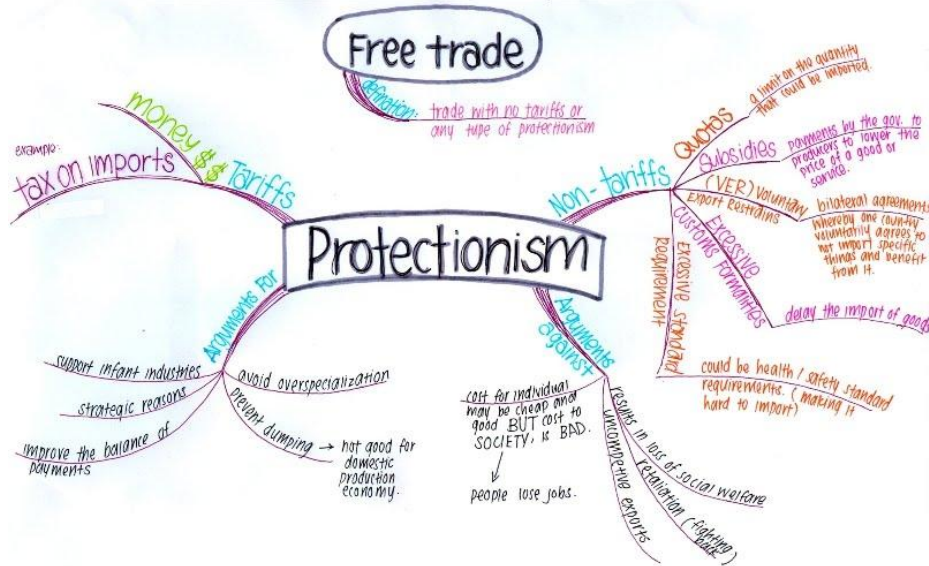 Free trade
defination:
trade with no tariffs or
any type of protectionism
Protectionism
Tariffs
money $$
example:
tax on imports
Non-tariffs
Quotas
a limit on the quantity
that could be imported.
Subsidies
payments by the gov. to
producers to lower the
price of a good or
service.
(VER) Voluntary
Export Restrains
bilateral agreements
whereby one country
voluntarily agrees to
not import specific
things and benefit
from it.
Excessive
customs Formalities
delay the import of goods
Excessive standard
Requirement
could be health / safety standard
requirements. (making it
hard to import)
Arguments For
support infant industries
strategic reasons
improve the balance of
payments
avoid overspecialization
prevent dumping
→ not good for
domestic
production
economy.
Arguments
against
cost for individual
may be cheap and
good BUT cost to
SOCIETY, is BAD.
people lose jobs.
uncompetive exports
retaliation (fighting
back)
results in loss of social welfare